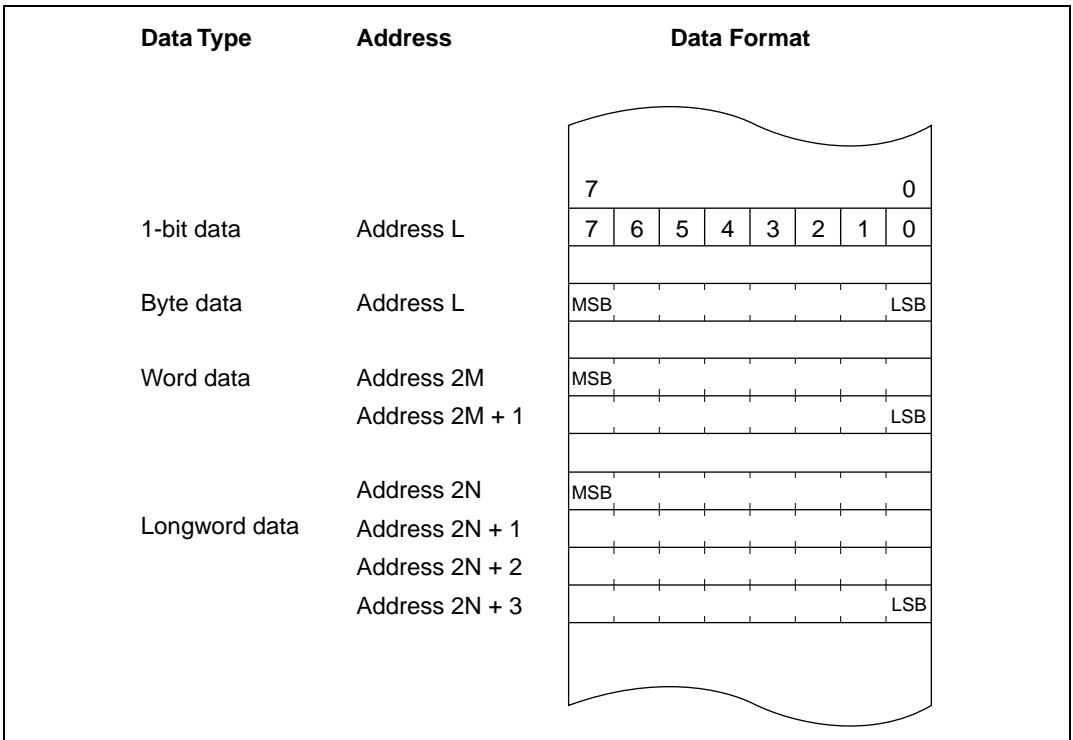 Data Type Address Data Format
7 0
1-bit data Address L 7 6 5 4 3 2 1 0
Byte data Address L MSB LSB
Word data Address 2M MSB
Address 2M + 1 LSB
Address 2N MSB
Longword data Address 2N + 1
Address 2N + 2
Address 2N + 3 LSB